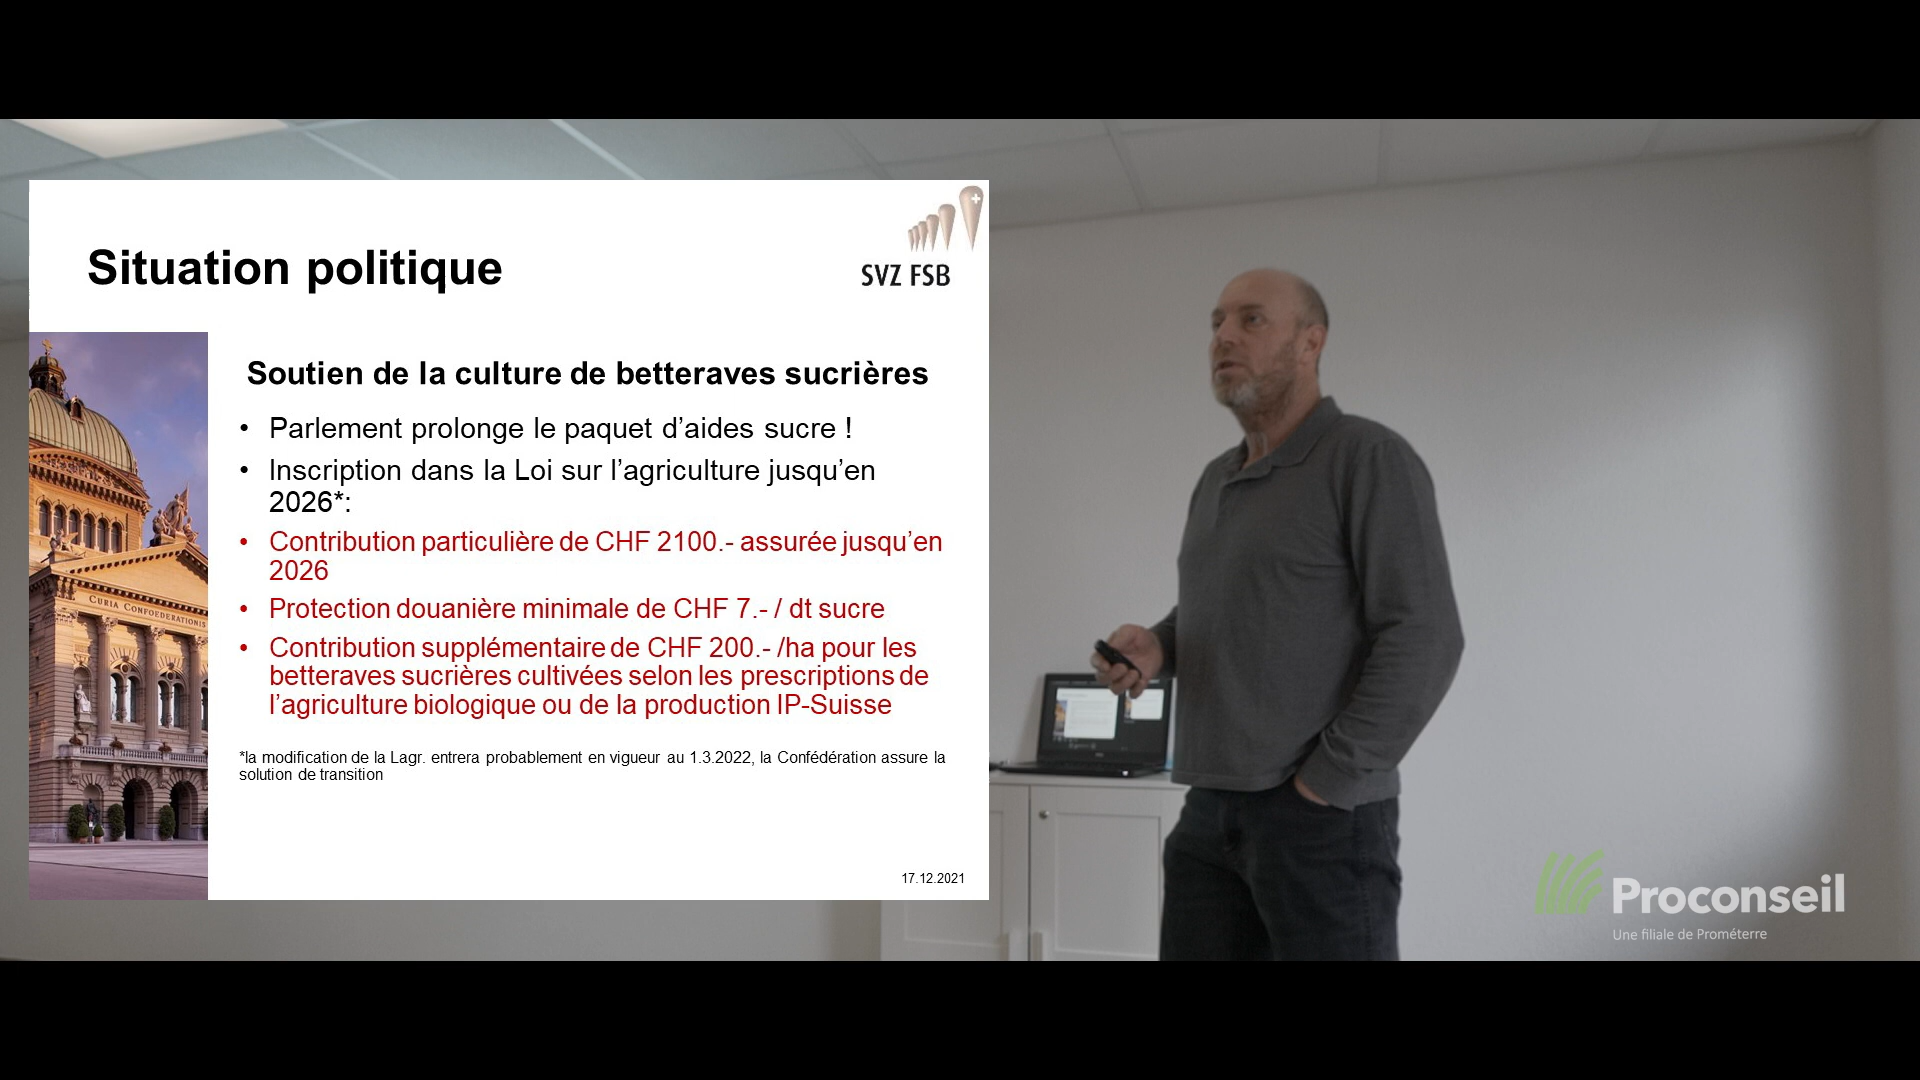 SVZ FSB
Situation politique
Soutien de la culture de betteraves sucrières
• Parlement prolonge le paquet d’aides sucre !
• Inscription dans la Loi sur l’agriculture jusqu’en
2026*:
• Contribution particulière de CHF 2100.- assurée jusqu’en
2026
• Protection douanière minimale de CHF 7.- / dt sucre
• Contribution supplémentaire de CHF 200.- /ha pour les
betteraves sucrières cultivées selon les prescriptions de
l’agriculture biologique ou de la production IP-Suisse
*la modification de la Lagr. entrera probablement en vigueur au 1.3.2022, la Confédération assure la
solution de transition
17.12.2021
CURIA CONFOEDERATIONIS
Proconseil
Une filiale de Prométerre